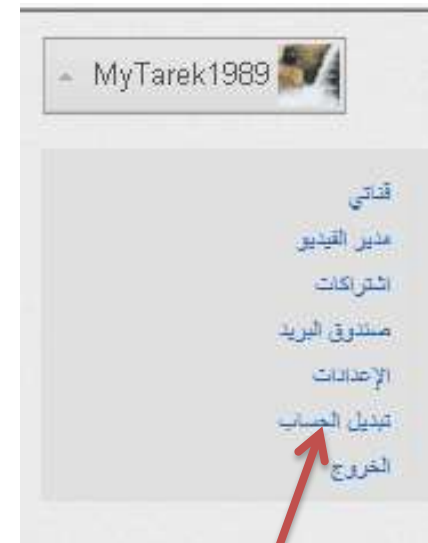 MyTarek1989
قناتي
مدير الفيديو
اشتراكات
صندوق البريد
الإعدادات
تبديل الحساب
الخروج